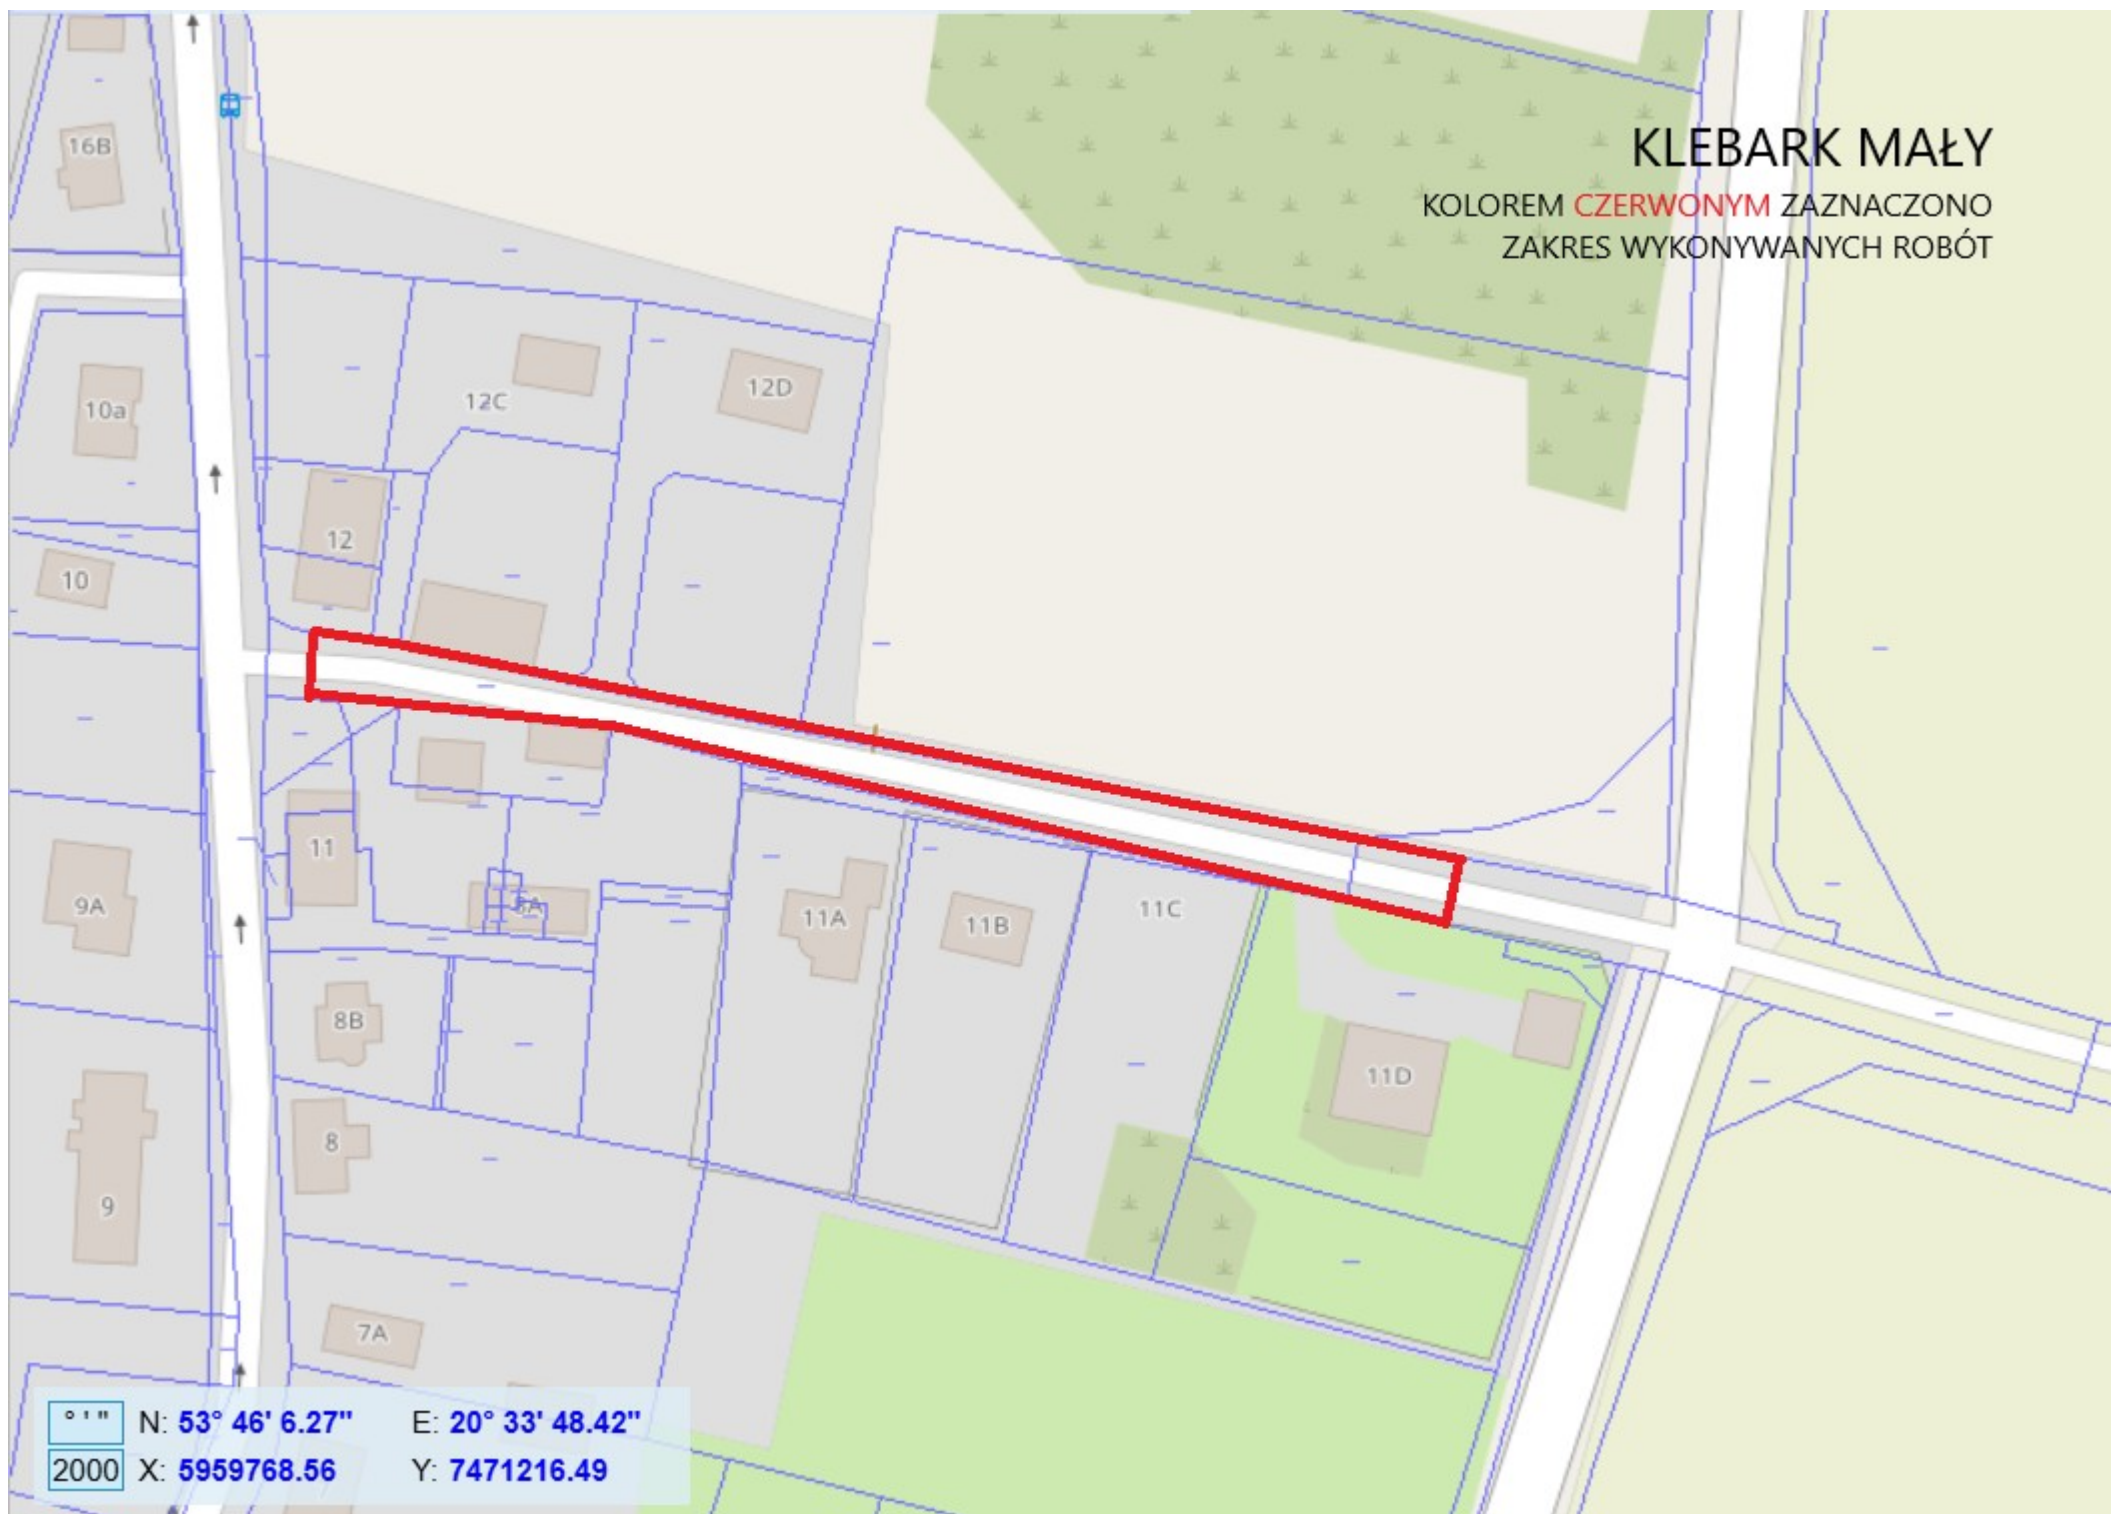 KLEBARK MAŁY
KOLOREM CZERWONYM ZAZNACZONO
ZAKRES WYKONYWANYCH ROBÓT
16B
10a
12C
12D
12
10
11
9A
11A
11B
11C
8B
11D
8
9
7A
° ' " N: 53° 46' 6.27" E: 20° 33' 48.42"
2000 X: 5959768.56 Y: 7471216.49